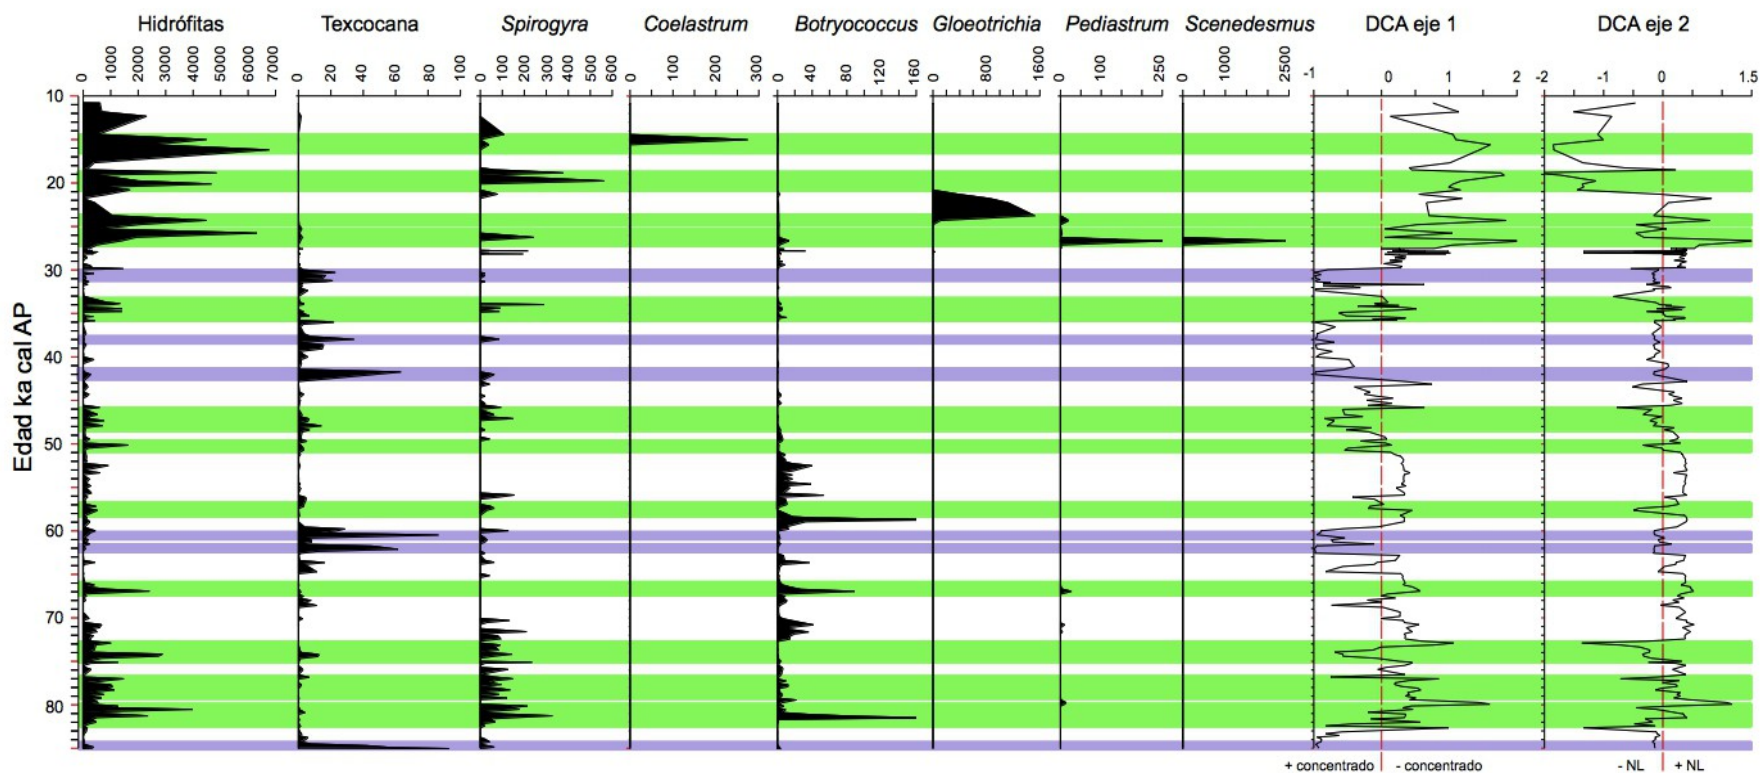 Hidrófitas Texcocana Spirogyra Coelastrum Botryococcus Gloeotrichia Pediastrum Scenedesmus DCA eje 1 DCA eje 2
0 1000 2000 3000 4000 5000 6000 7000 0 20 60 80 100 0 100 200 300 400 500 600 0 100 200 300 0 40 80 120 160 0 800 1600 0 100 250 0 1000 2500 -1 0 1 2 -2 -1 0 1.5
10
20
30
40
50
60
70
80
Edad ka cal AP
+ concentrado - concentrado - NL + NL